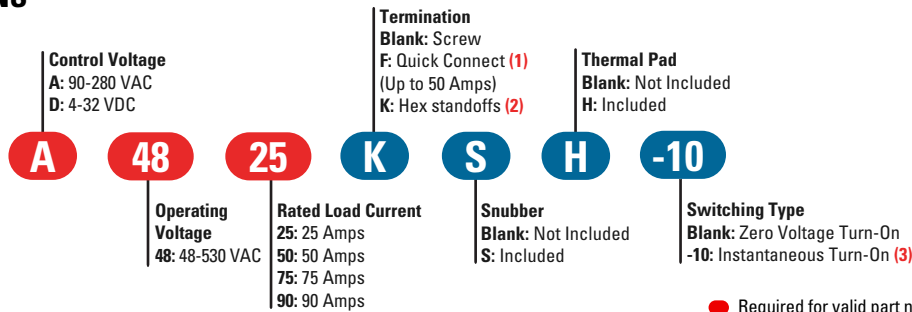 Termination
Blank: Screw
F: Quick Connect (1)
(Up to 50 Amps)
K: Hex standoffs (2)
Control Voltage
A: 90-280 VAC
D: 4-32 VDC
Thermal Pad
Blank: Not Included
H: Included
A 48 25 K S H -10
Operating
Voltage
48: 48-530 VAC
Rated Load Current
25: 25 Amps
50: 50 Amps
75: 75 Amps
90: 90 Amps
Snubber
Blank: Not Included
S: Included
Switching Type
Blank: Zero Voltage Turn-On
-10: Instantaneous Turn-On (3)
Required for valid part n